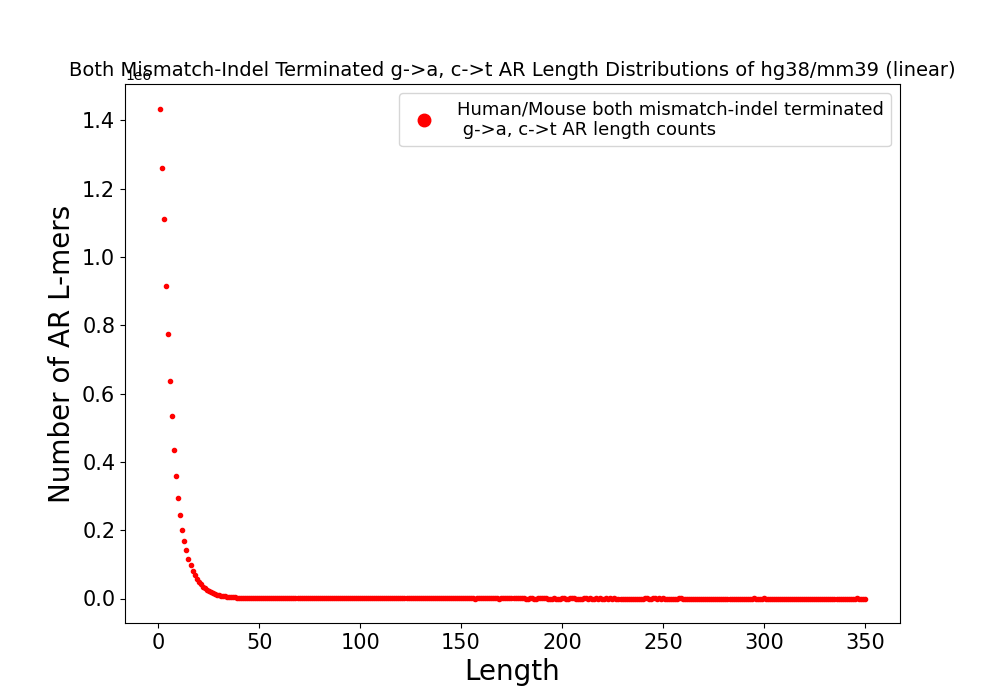 Both Mismatch-Indel Terminated g->a, c->t AR Length Distributions of hg38/mm39 (linear)
1e6
Human/Mouse both mismatch-indel terminated
g->a, c->t AR length counts
Number of AR L-mers
1.4
1.2
1.0
0.8
0.6
0.4
0.2
0.0
0 50 100 150 200 250 300 350
Length